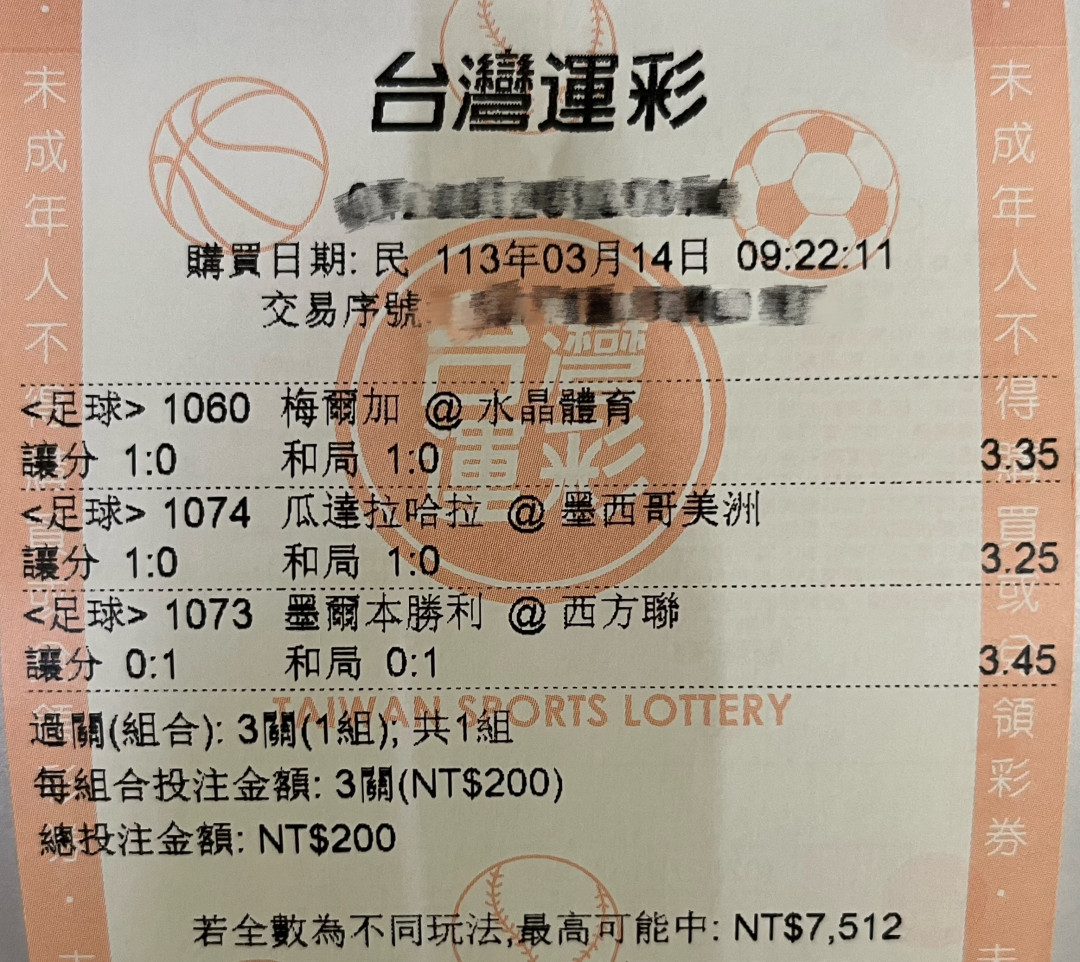 台灣運彩
購買日期: 民 113年03月14日 09:22:11
交易序號:
<足球> 1060 梅爾加 @ 水晶體育
讓分 1:0 和局 1:0 3.35
<足球> 1074 瓜達拉哈拉 @ 墨西哥美洲
讓分 1:0 和局 1:0 3.25
<足球> 1073 墨爾本勝利 @ 西方聯
讓分 0:1 和局 0:1 3.45
TAIWAN SPORTS LOTTERY
過關(組合): 3關(1組); 共1組
每組合投注金額: 3關(NT$200)
總投注金額: NT$200
若全數為不同玩法,最高可能中: NT$7,512
台灣運彩
未成年人不得
未成年人不得購買或兌領彩券